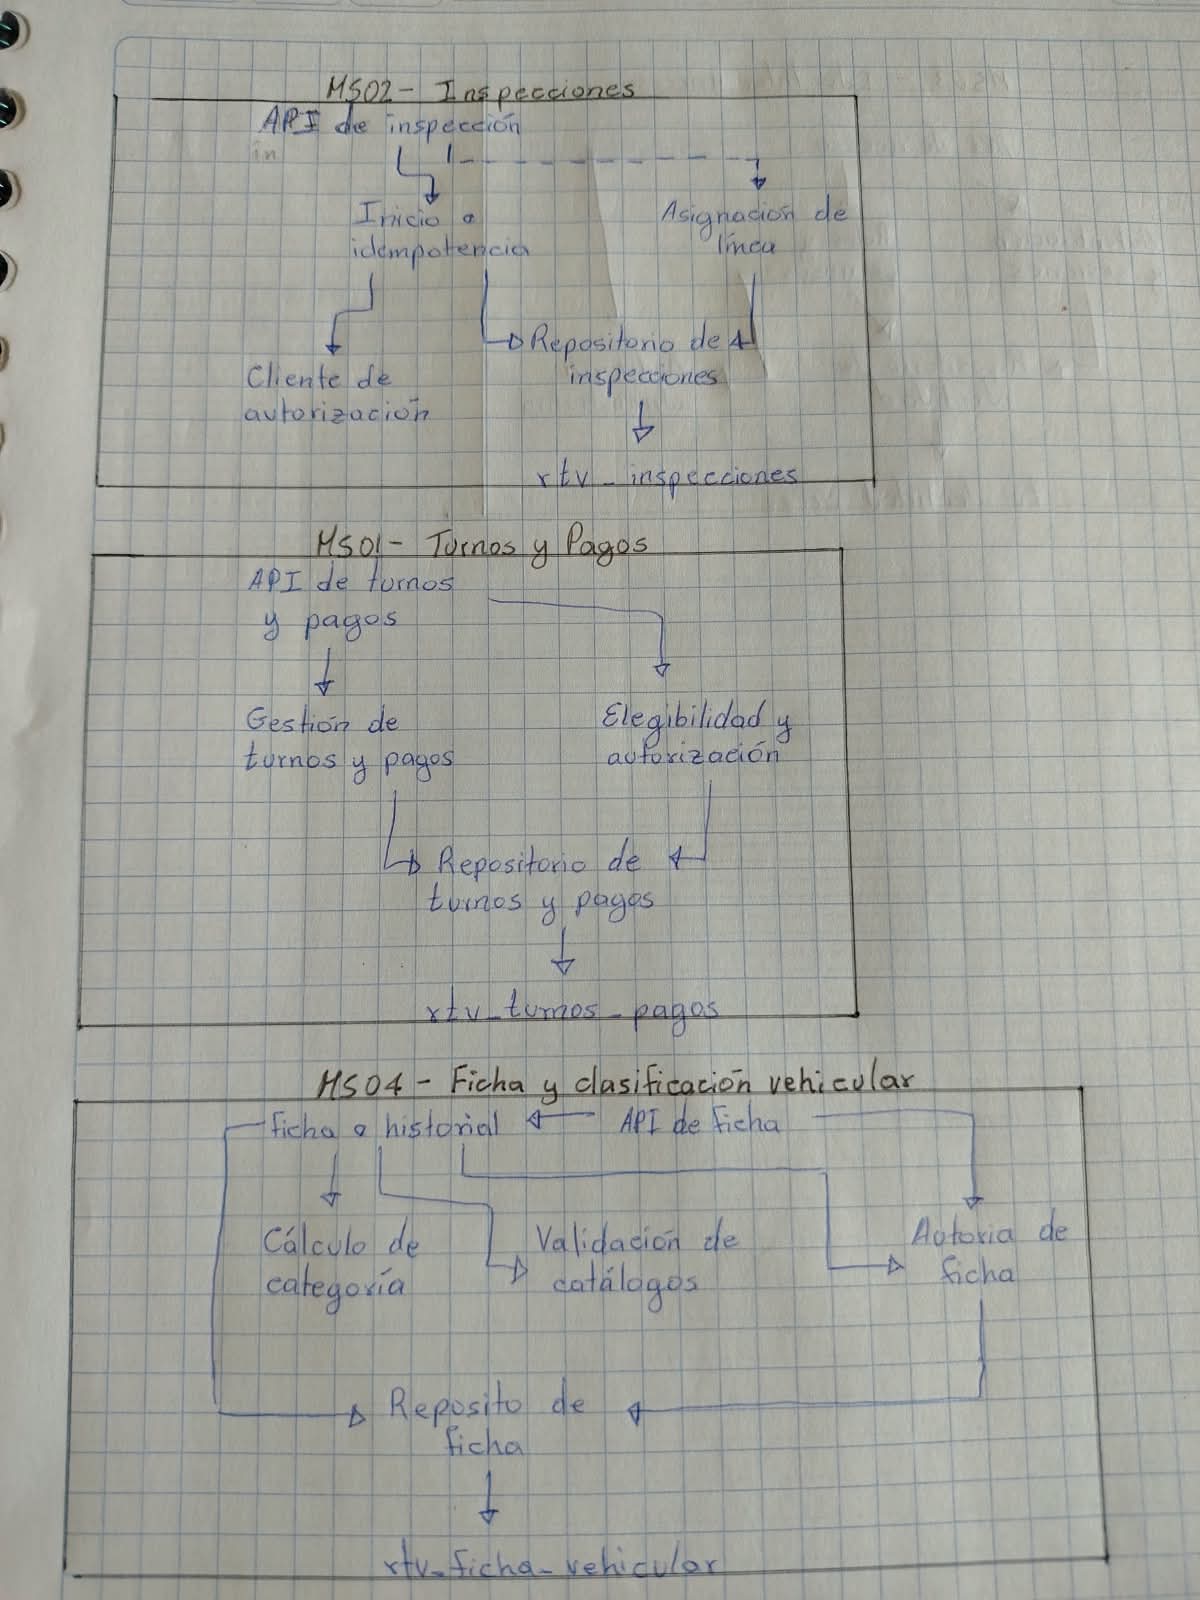 MS02 - Inspecciones
API de inspección
in
Inicio e
idempotencia
Asignación de
línea
Repositorio de
inspecciones
Cliente de
autorización
rtv_inspecciones
MS01 - Turnos y Pagos
API de turnos
y pagos
Gestión de
turnos y pagos
Elegibilidad y
autorización
Repositorio de
turnos y pagos
rtv_turnos_pagos
MS04 - Ficha y clasificación vehicular
ficha e historial
API de ficha
Cálculo de
categoría
Validación de
catálogos
Autoria de
ficha
Reposito de
ficha
rtv_ficha_vehicular